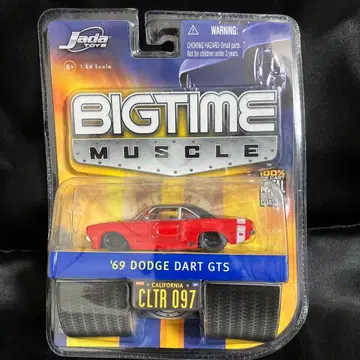 Jada
TOYS
8+
1:64 Scale
WARNING:
CHOKING HAZARD-Small parts.
Not for children under 3 years.
BIGTIME
MUSCLE
100%
'69 DODGE DART GTS
CALIFORNIA
CLTR 097